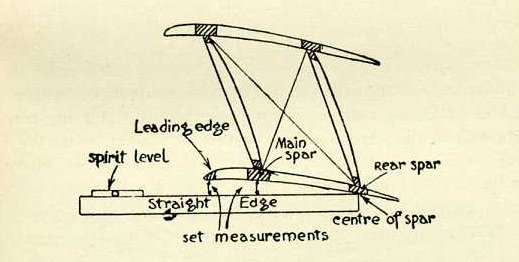 Leading edge
Main
spar
spirit level
Rear spar
Straight Edge
centre of spar
set measurements